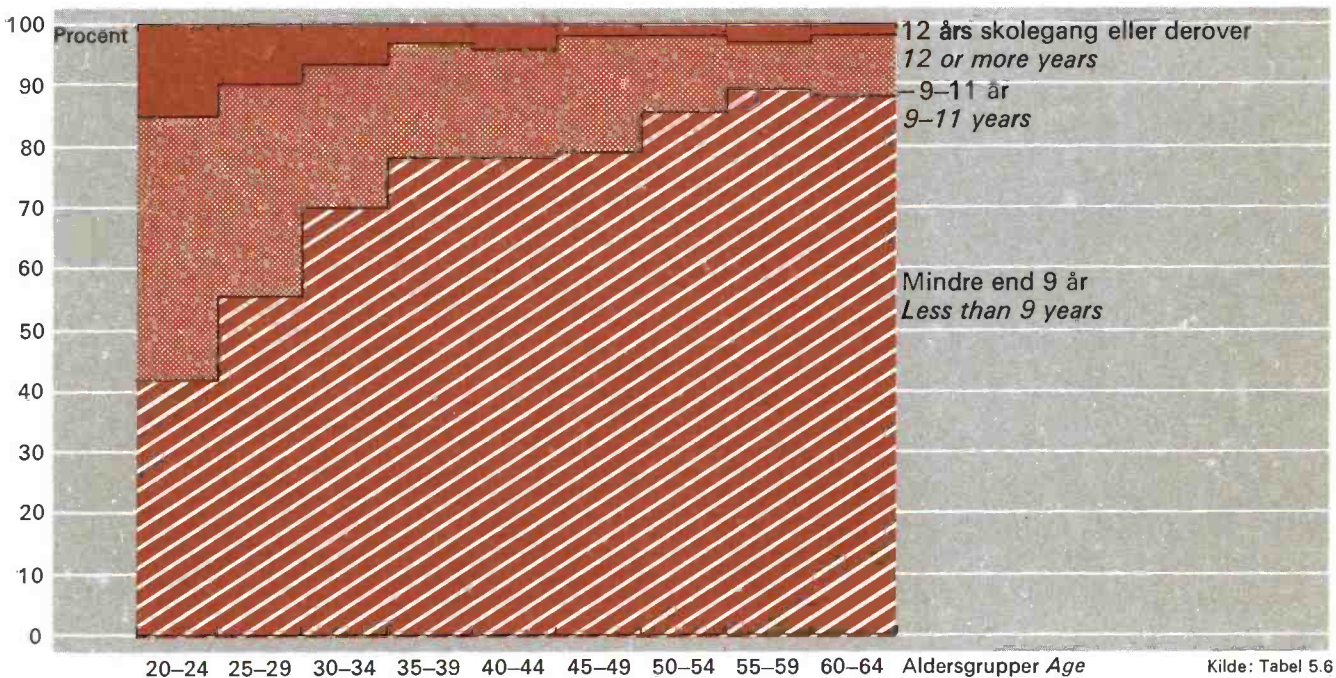 100
Procent
90
80
70
60
50
40
30
20
10
0
12 års skolegang eller derover
12 or more years
– 9–11 år
9–11 years
Mindre end 9 år
Less than 9 years
20–24 25–29 30–34 35–39 40–44 45–49 50–54 55–59 60–64 Aldersgrupper Age Kilde: Tabel 5.6